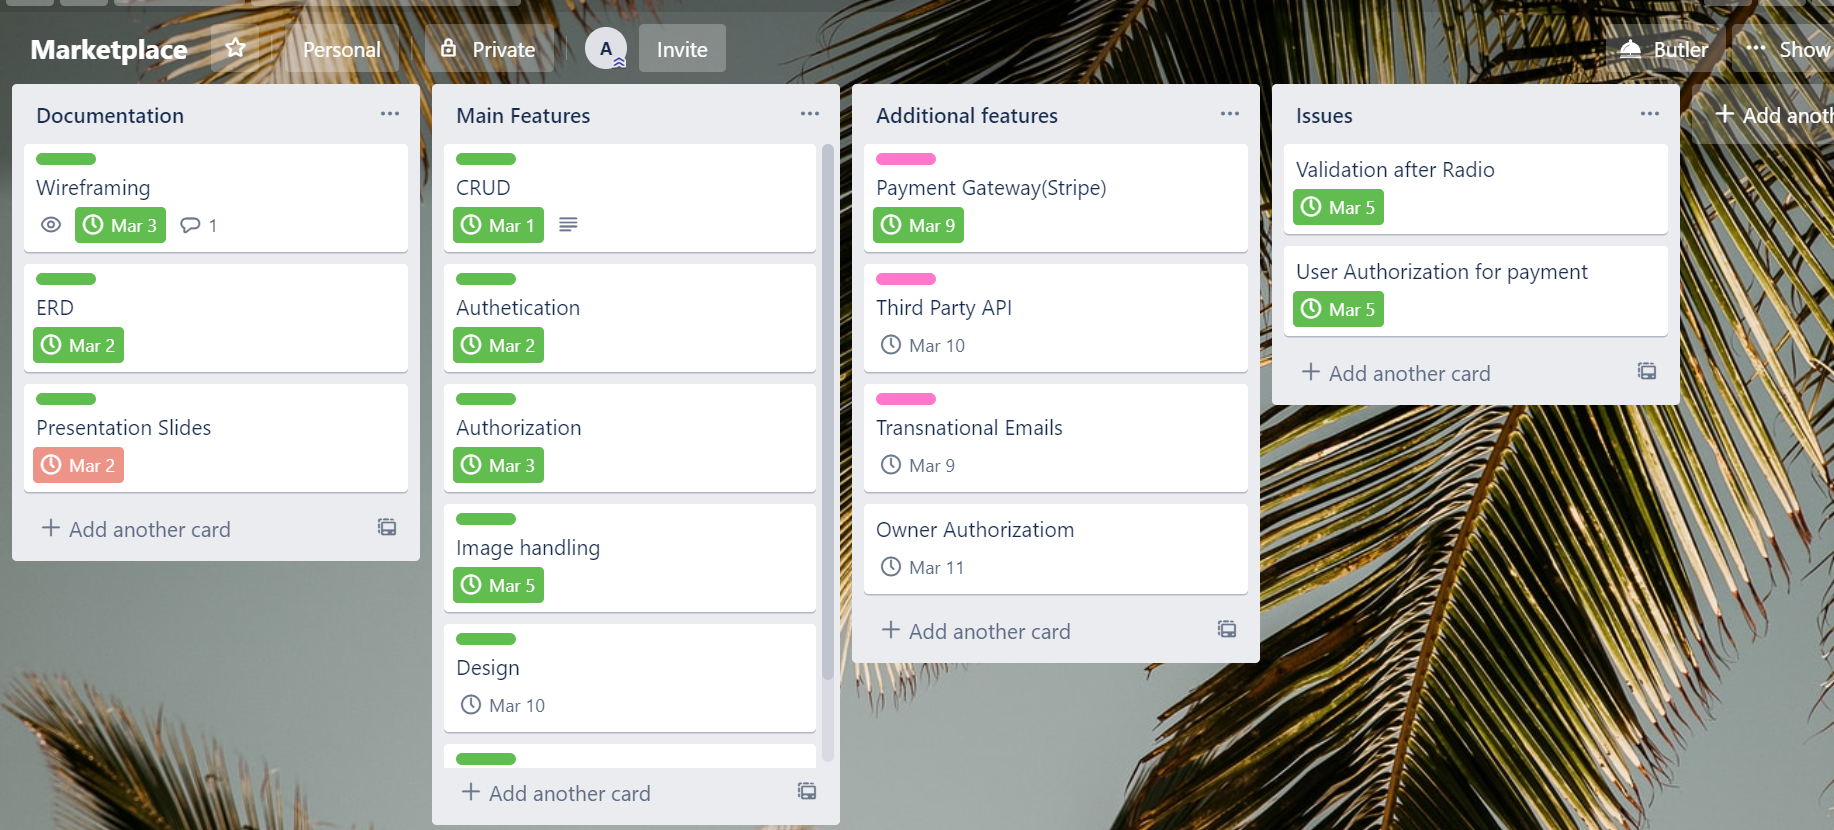 Marketplace
Personal
Private
A
Invite
Butler
Show
Documentation
Wireframing
Mar 3
1
ERD
Mar 2
Presentation Slides
Mar 2
Add another card
Main Features
CRUD
Mar 1
Authetication
Mar 2
Authorization
Mar 3
Image handling
Mar 5
Design
Mar 10
Add another card
Additional features
Payment Gateway(Stripe)
Mar 9
Third Party API
Mar 10
Transnational Emails
Mar 9
Owner Authorizatiom
Mar 11
Add another card
Issues
Validation after Radio
Mar 5
User Authorization for payment
Mar 5
Add another card
Add anoth